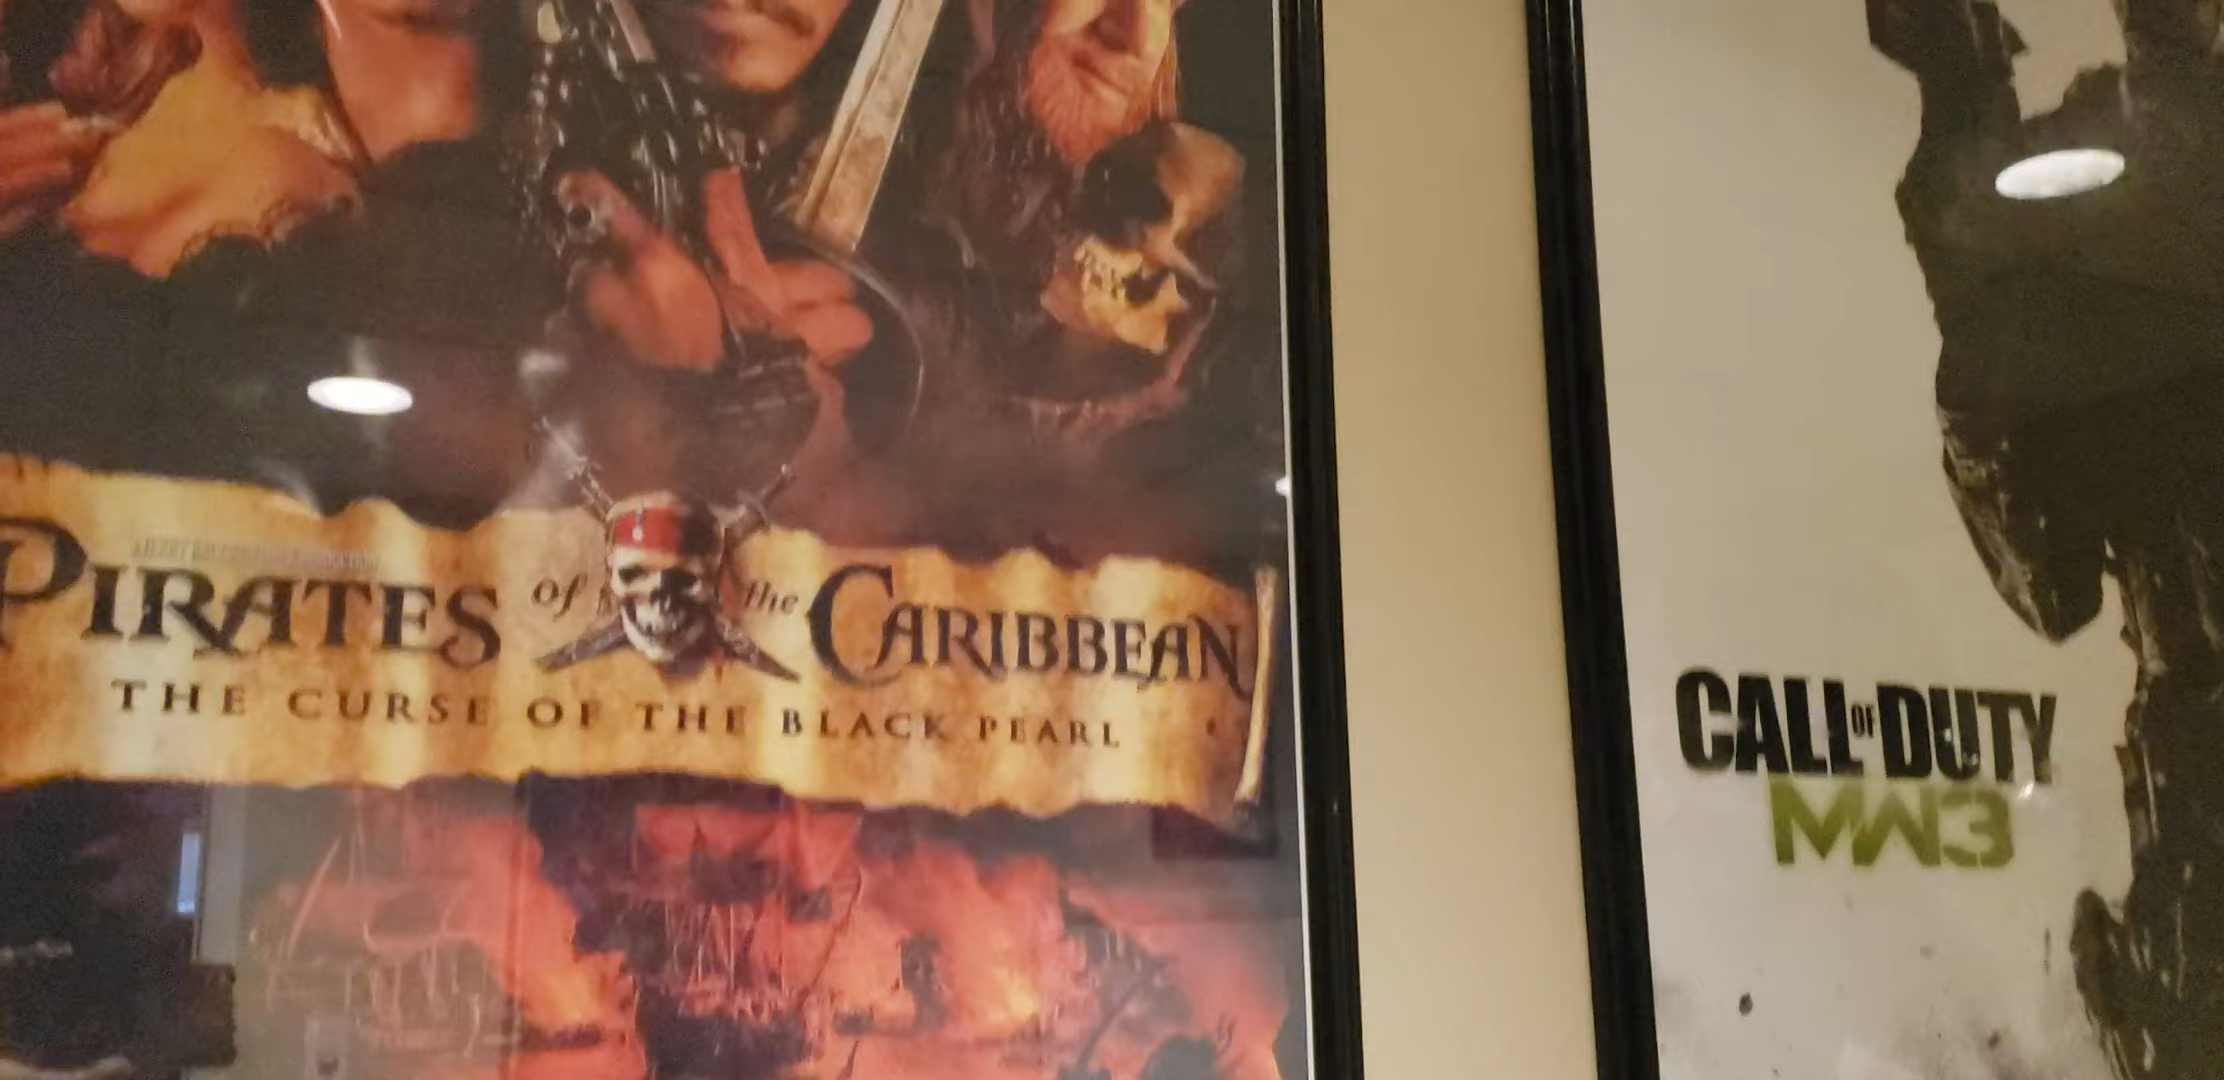 PIRATES of the CARIBBEAN
THE CURSE OF THE BLACK PEARL
CALL OF DUTY
MW3